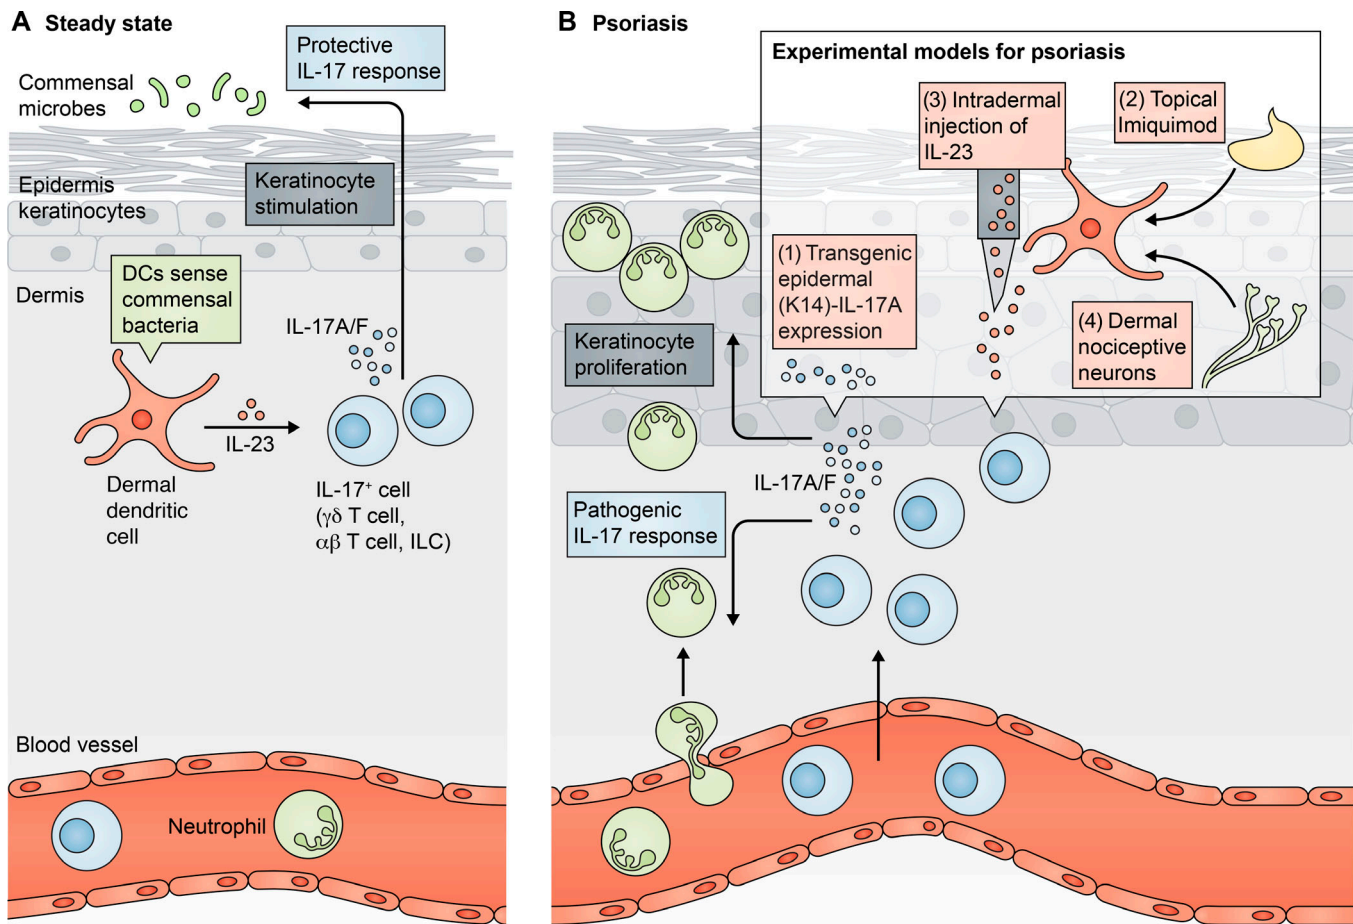 A Steady state
Protective
IL-17 response
Commensal
microbes
Keratinocyte
stimulation
Epidermis
keratinocytes
DCs sense
commensal
bacteria
Dermis
IL-17A/F
IL-23
Dermal
dendritic
cell
IL-17⁺ cell
(γδ T cell,
αβ T cell, ILC)
Blood vessel
Neutrophil
B Psoriasis
Experimental models for psoriasis
(3) Intradermal
injection of
IL-23
(2) Topical
Imiquimod
(1) Transgenic
epidermal
(K14)-IL-17A
expression
(4) Dermal
nociceptive
neurons
Keratinocyte
proliferation
IL-17A/F
Pathogenic
IL-17 response